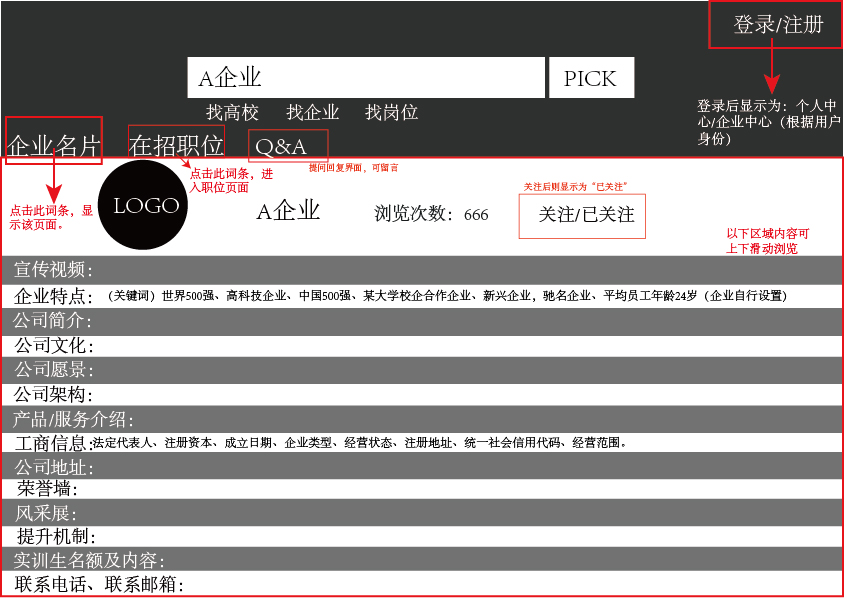 登录/注册
A企业
PICK
找高校 找企业 找岗位
登录后显示为：个人中
心/企业中心（根据用户
身份）
企业名片 在招职位 Q&A
提问回复界面，可留言
点击此词条，进
入职位页面
点击此词条，显
示该页面。
LOGO
A企业
浏览次数：666
关注后则显示为“已关注”
关注/已关注
以下区域内容可
上下滑动浏览
宣传视频：
企业特点：（关键词）世界500强、高科技企业、中国500强、某大学校企合作企业、新兴企业，驰名企业、平均员工年龄24岁（企业自行设置）
公司简介：
公司文化：
公司愿景：
公司架构：
产品/服务介绍：
工商信息：法定代表人、注册资本、成立日期、企业类型、经营状态、注册地址、统一社会信用代码、经营范围。
公司地址：
荣誉墙：
风采展：
提升机制：
实训生名额及内容：
联系电话、联系邮箱：